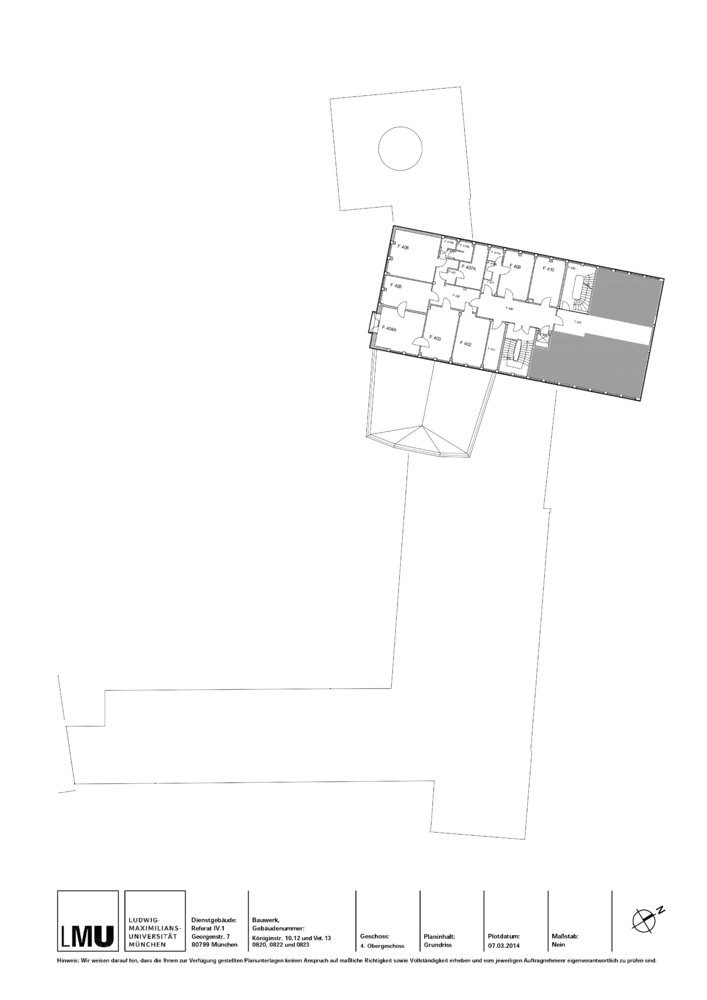 F 406
F 407A
F 409
F 410
F 405
F 404A
F 403
F 402
N
LMU
LUDWIG-
MAXIMILIANS-
UNIVERSITÄT
MÜNCHEN
Dienstgebäude:
Referat IV.1
Georgenstr. 7
80799 München
Bauwerk,
Gebäudenummer:
Königinstr. 10,12 und Vet. 13
0820, 0822 und 0823
Geschoss:
4. Obergeschoss
Planinhalt:
Grundriss
Plotdatum:
07.03.2014
Maßstab:
Nein
Hinweis: Wir weisen darauf hin, dass die Ihnen zur Verfügung gestellten Planunterlagen keinen Anspruch auf maßliche Richtigkeit sowie Vollständigkeit erheben und vom jeweiligen Auftragnehmer eigenverantwortlich zu prüfen sind.